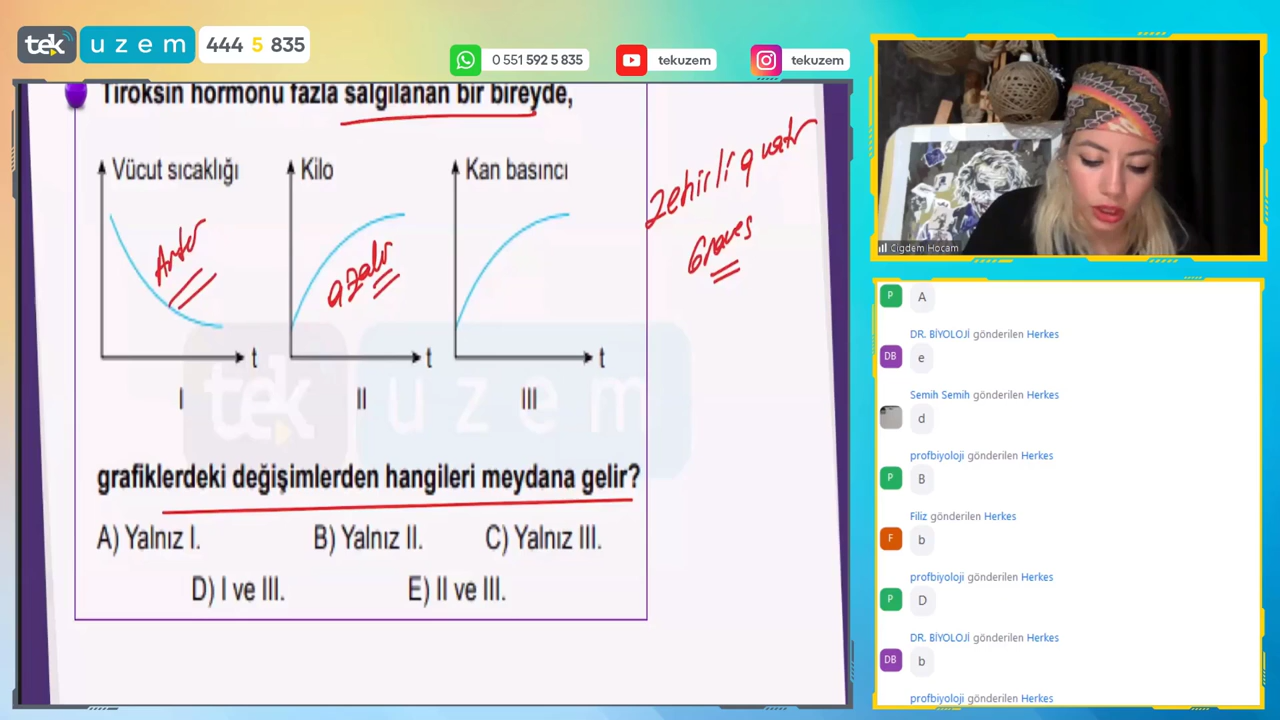 tek uzem 444 5 835
0 551 592 5 835 tekuzem tekuzem
Tiroksin hormonu fazla salgılanan bir bireyde,
Vücut sıcaklığı Kilo Kan basıncı
Artar azalır
t t t
I II III
zehirli guatr
Graves
tek uzem
grafiklerdeki değişimlerden hangileri meydana gelir?
A) Yalnız I. B) Yalnız II. C) Yalnız III.
D) I ve III. E) II ve III.
Çigdem Hocam
P A
DR. BİYOLOJİ gönderilen Herkes
DB e
Semih Semih gönderilen Herkes
d
profbiyoloji gönderilen Herkes
P B
Filiz gönderilen Herkes
F b
profbiyoloji gönderilen Herkes
P D
DR. BİYOLOJİ gönderilen Herkes
DB b
profbiyoloji gönderilen Herkes